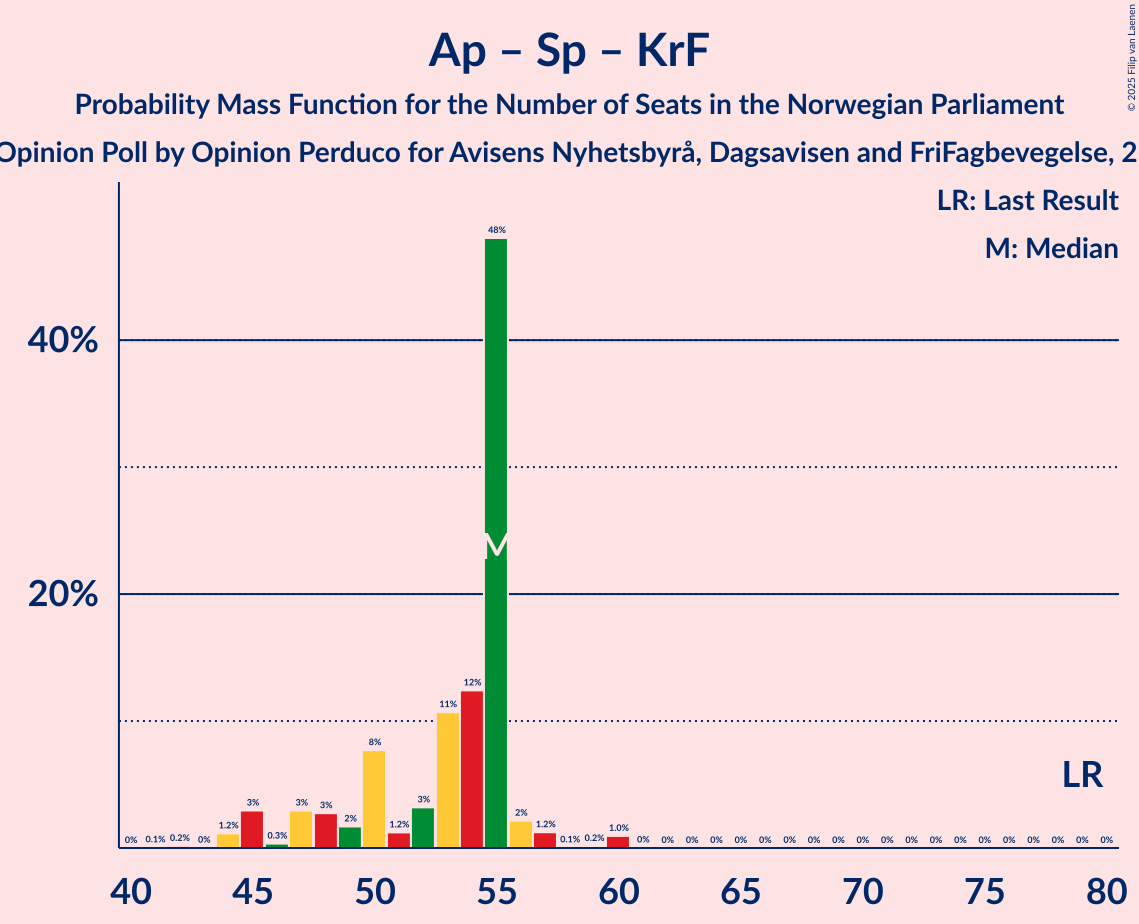 Ap – Sp – KrF
Probability Mass Function for the Number of Seats in the Norwegian Parliament
Opinion Poll by Opinion Perduco for Avisens Nyhetsbyrå, Dagsavisen and FriFagbevegelse, 2
© 2025 Filip van Laenen
LR: Last Result
M: Median
48%
40%
M
20%
12%
11%
8%
LR
0% 0.1% 0.2% 0% 1.2% 3% 0.3% 3% 3% 2% 1.2% 3% 2% 1.2% 0.1% 0.2% 1.0% 0% 0% 0% 0% 0% 0% 0% 0% 0% 0% 0% 0% 0% 0% 0% 0% 0% 0% 0% 0%
40 45 50 55 60 65 70 75 80